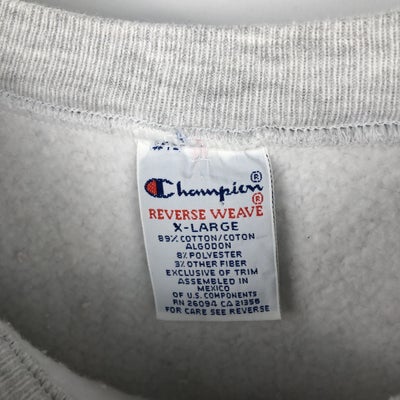 Champion®
REVERSE WEAVE®
X-LARGE
89% COTTON/COTON
ALGODON
8% POLYESTER
3% OTHER FIBER
EXCLUSIVE OF TRIM
ASSEMBLED IN
MEXICO
OF U.S. COMPONENTS
RN 26094 CA 21356
FOR CARE SEE REVERSE